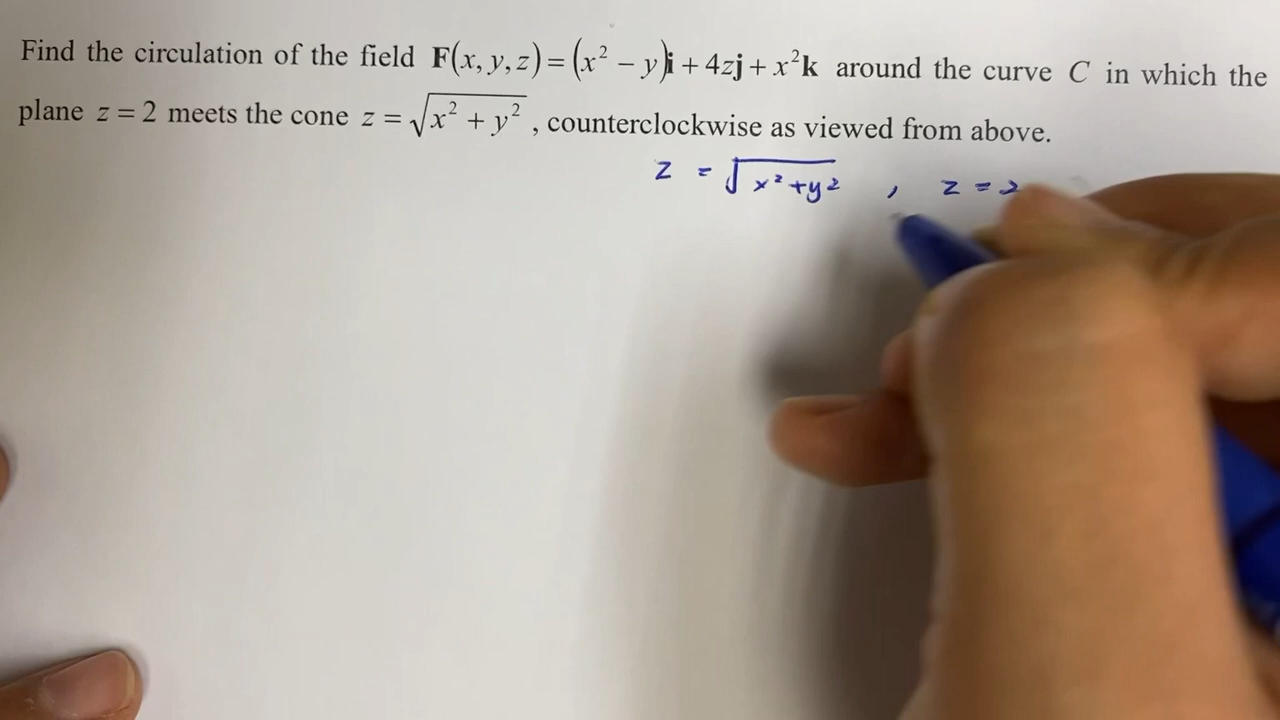 Find the circulation of the field F(x, y, z) = (x² − y)i + 4zj + x²k around the curve C in which the
plane z = 2 meets the cone z = √(x² + y²) , counterclockwise as viewed from above.
z = √(x²+y²) , z = 2